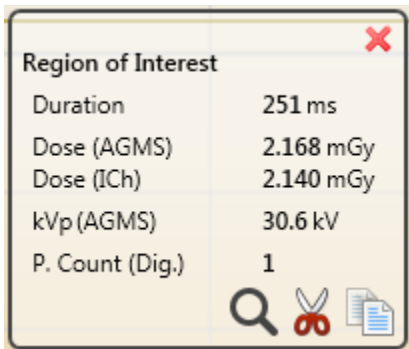 Region of Interest
Duration 251 ms
Dose (AGMS) 2.168 mGy
Dose (ICh) 2.140 mGy
kVp (AGMS) 30.6 kV
P. Count (Dig.) 1